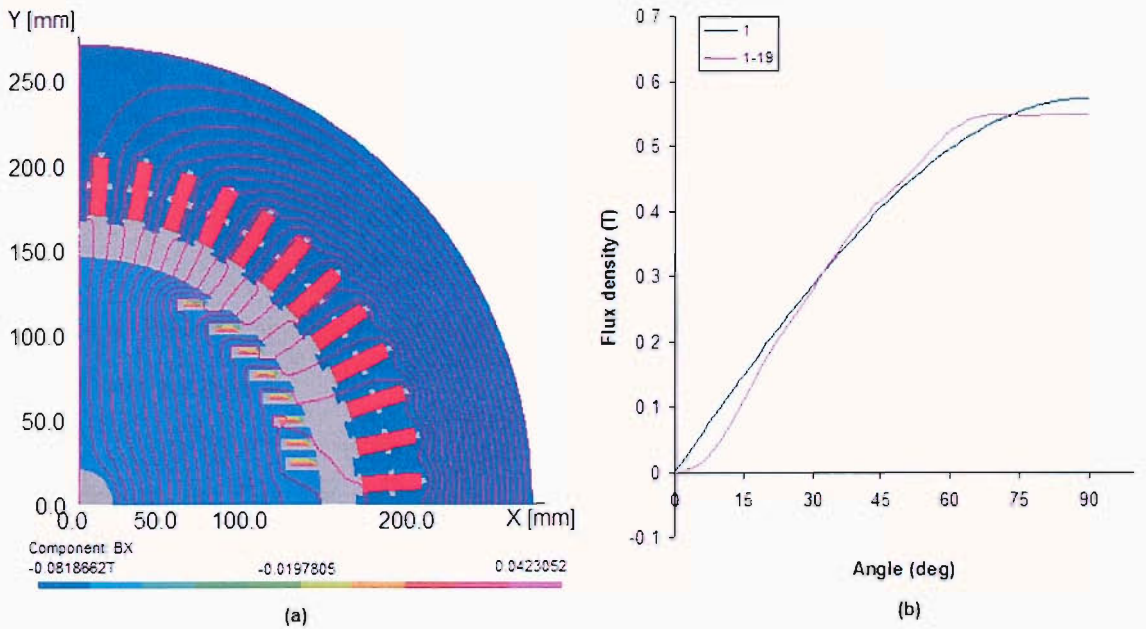 Y [mm]
250.0
200.0
150.0
100.0
50.0
0.0
0.0 50.0 100.0 200.0 X [mm]
Component: BX
-0.0818662T -0.0197805 0.0423052
(a)
0 7
0.6
0.5
0.4
0.3
0 2
0.1
0
-0 1
Flux density (T)
1
1-19
0 15 30 45 60 75 90
Angle (deg)
(b)